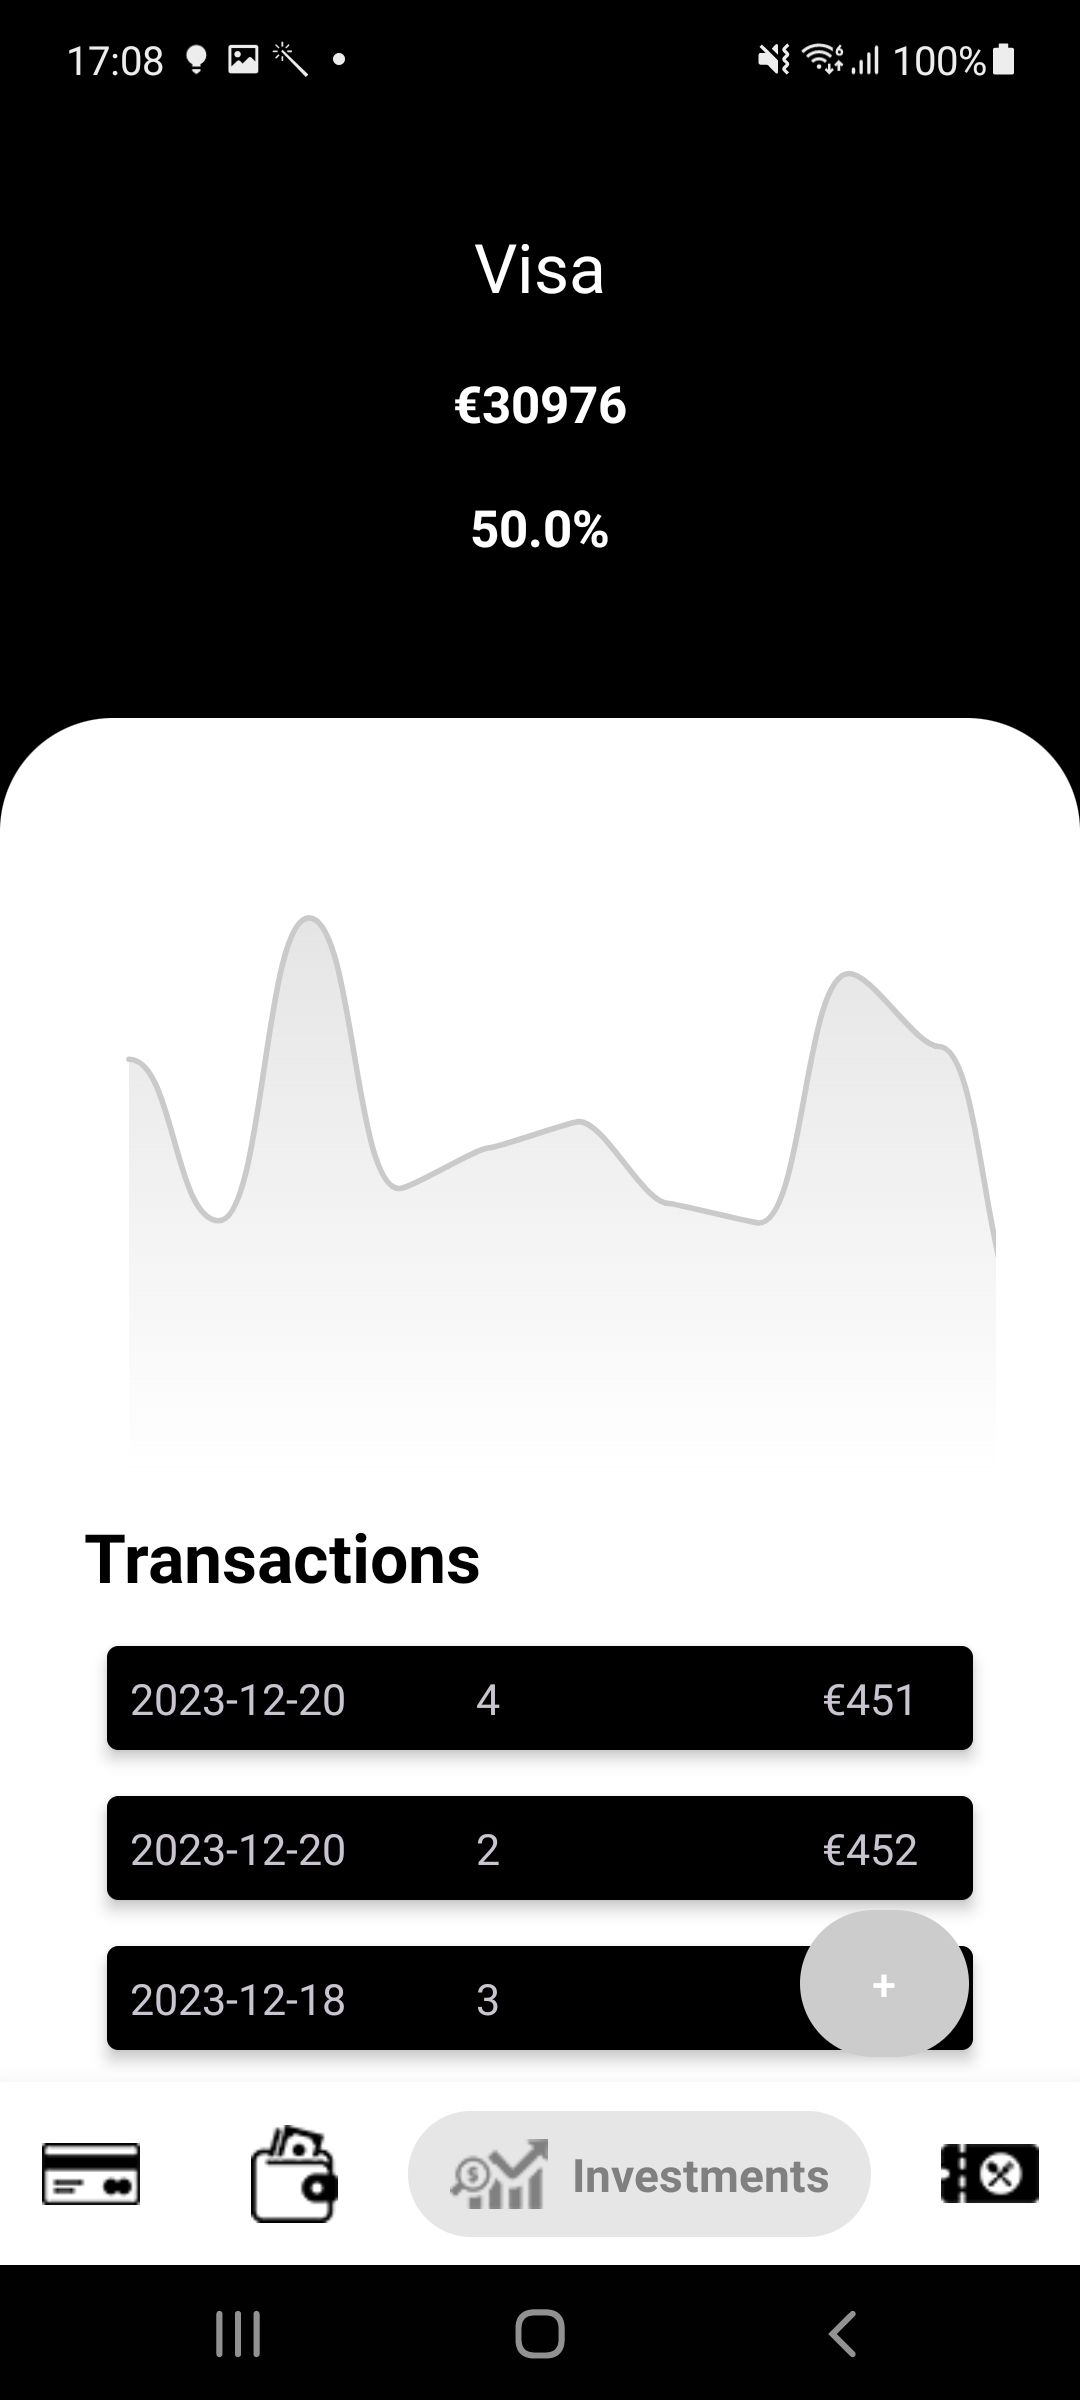 17:08 100%
Visa
€30976
50.0%
Transactions
2023-12-20 4 €451
2023-12-20 2 €452
2023-12-18 3
+
Investments